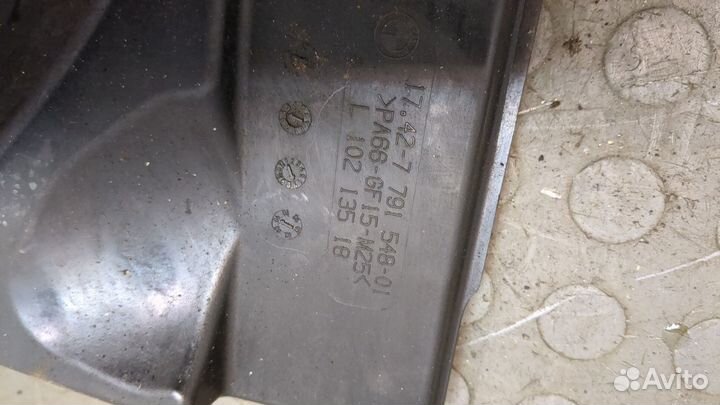 17.42-7 791 548-01
>PA66-GF15-M25<
L 102 135 18
Avito